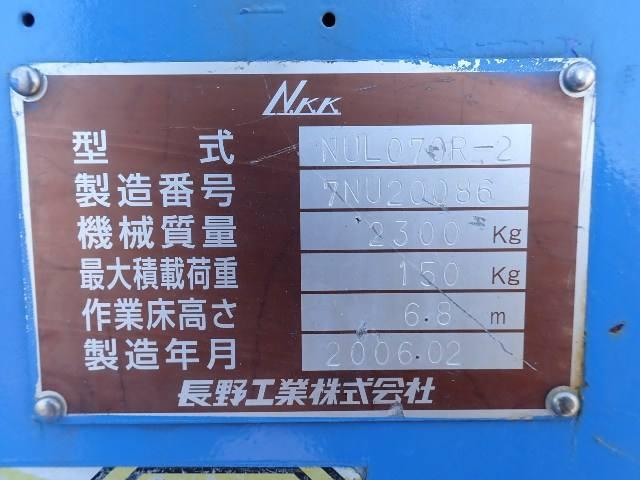 NKK
型式 NUL070R-2
製造番号 7NU20086
機械質量 2300 Kg
最大積載荷重 150 Kg
作業床高さ 6.8 m
製造年月 2006.02
長野工業株式会社